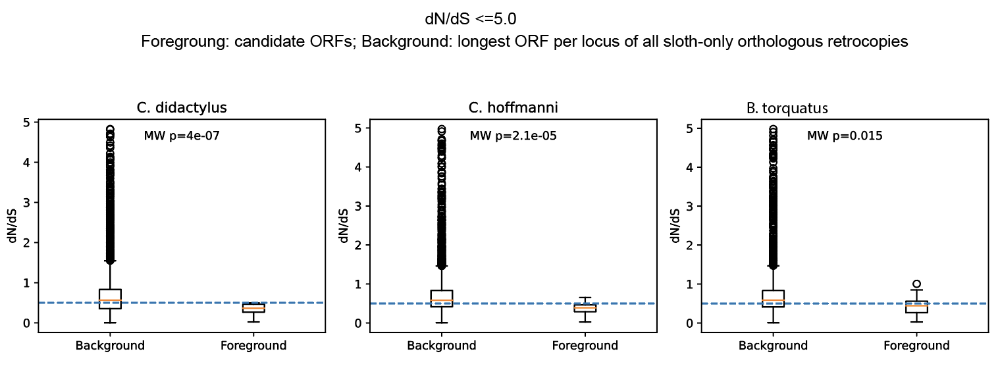 dN/dS <=5.0
Foregroung: candidate ORFs; Background: longest ORF per locus of all sloth-only orthologous retrocopies
C. didactylus
MW p=4e-07
dN/dS
5
4
3
2
1
0
Background
Foreground
C. hoffmanni
MW p=2.1e-05
dN/dS
5
4
3
2
1
0
Background
Foreground
B. torquatus
MW p=0.015
dN/dS
5
4
3
2
1
0
Background
Foreground